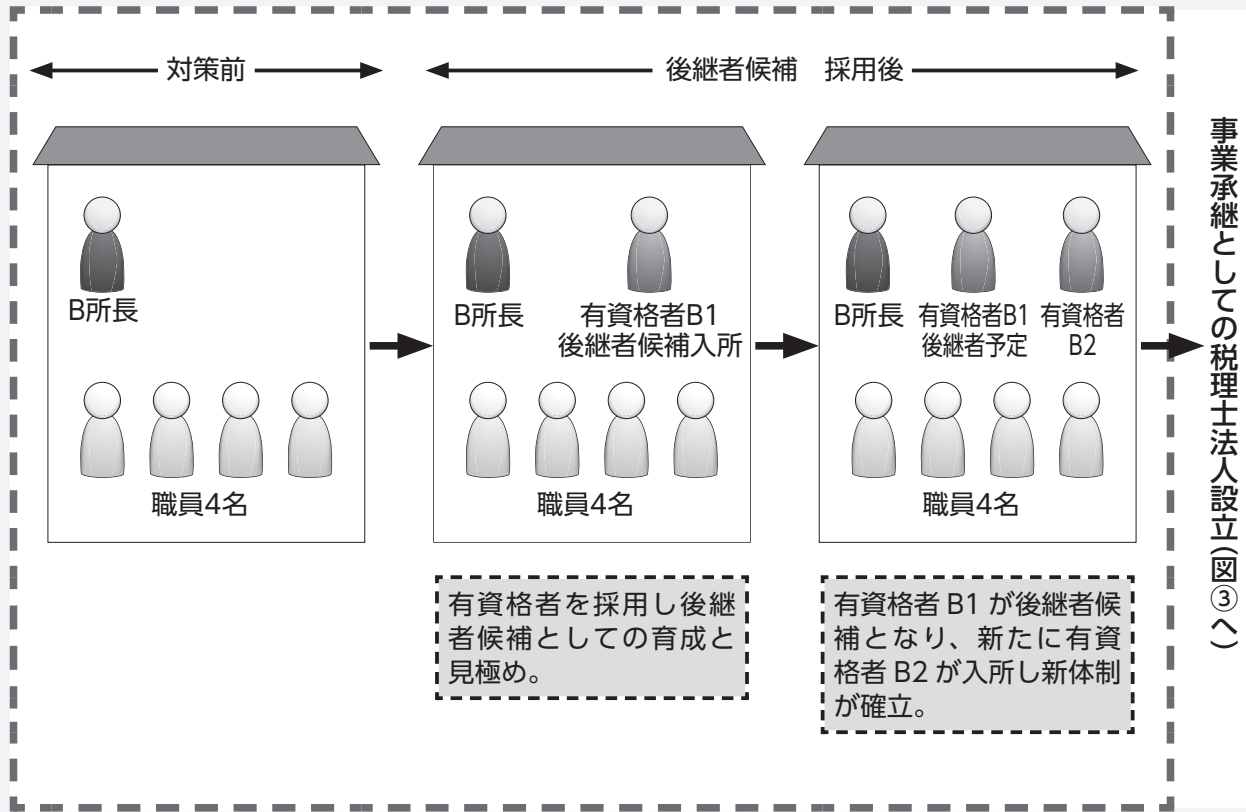 対策前
後継者候補　採用後
B所長
職員4名
B所長
有資格者B1
後継者候補入所
職員4名
B所長
有資格者B1
後継者予定
有資格者
B2
職員4名
有資格者を採用し後継
者候補としての育成と
見極め。
有資格者 B1 が後継者候
補となり、新たに有資
格者 B2 が入所し新体制
が確立。
事業承継としての税理士法人設立(図③へ)